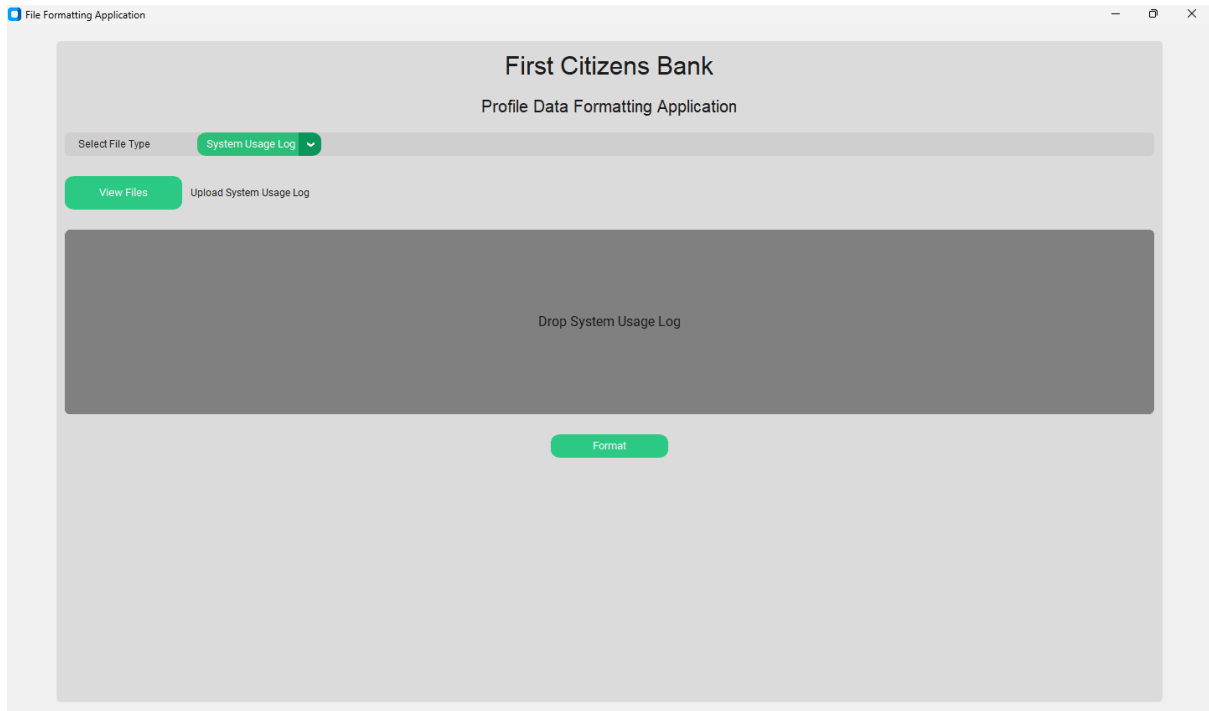 File Formatting Application
First Citizens Bank
Profile Data Formatting Application
Select File Type System Usage Log
View Files Upload System Usage Log
Drop System Usage Log
Format